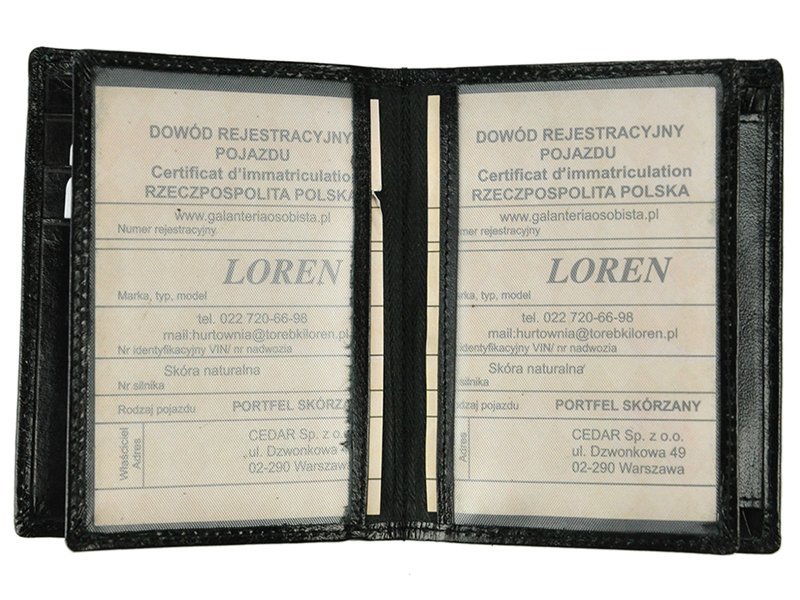 DOWÓD REJESTRACYJNY
POJAZDU
Certificat d'immatriculation
RZECZPOSPOLITA POLSKA
www.galanteriaosobista.pl
Numer rejestracyjny
LOREN
Marka, typ, model
tel. 022 720-66-98
mail:hurtownia@torebkiloren.pl
Nr identyfikacyjny VIN/ nr nadwozia
Skóra naturalna
Nr silnika
Rodzaj pojazdu PORTFEL SKÓRZANY
Właściciel
Adres
CEDAR Sp. z o.o.
ul. Dzwonkowa 4
02-290 Warszawa
DOWÓD REJESTRACYJNY
POJAZDU
Certificat d'immatriculation
RZECZPOSPOLITA POLSKA
www.galanteriaosobista.pl
Numer rejestracyjny
LOREN
Marka, typ, model
tel. 022 720-66-98
mail:hurtownia@torebkiloren.pl
Nr identyfikacyjny VIN/ nr nadwozia
Skóra naturalna
silnika
Rodzaj pojazdu PORTFEL SKÓRZANY
Adres
CEDAR Sp. z o.o.
ul. Dzwonkowa 49
02-290 Warszawa